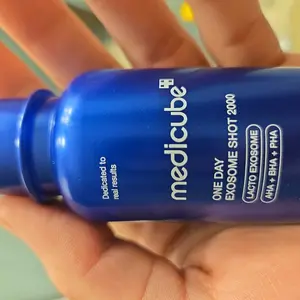 Dedicated to
real results
medicube
ONE DAY
EXOSOME SHOT 2000
LACTO EXOSOME
AHA + BHA + PHA